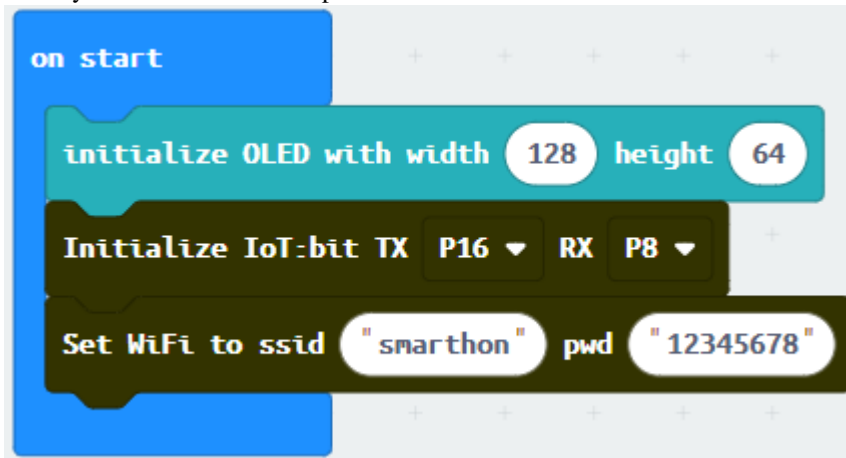 on start
initialize OLED with width 128 height 64
Initialize IoT:bit TX P16 RX P8
Set WiFi to ssid "smarthon" pwd "12345678"